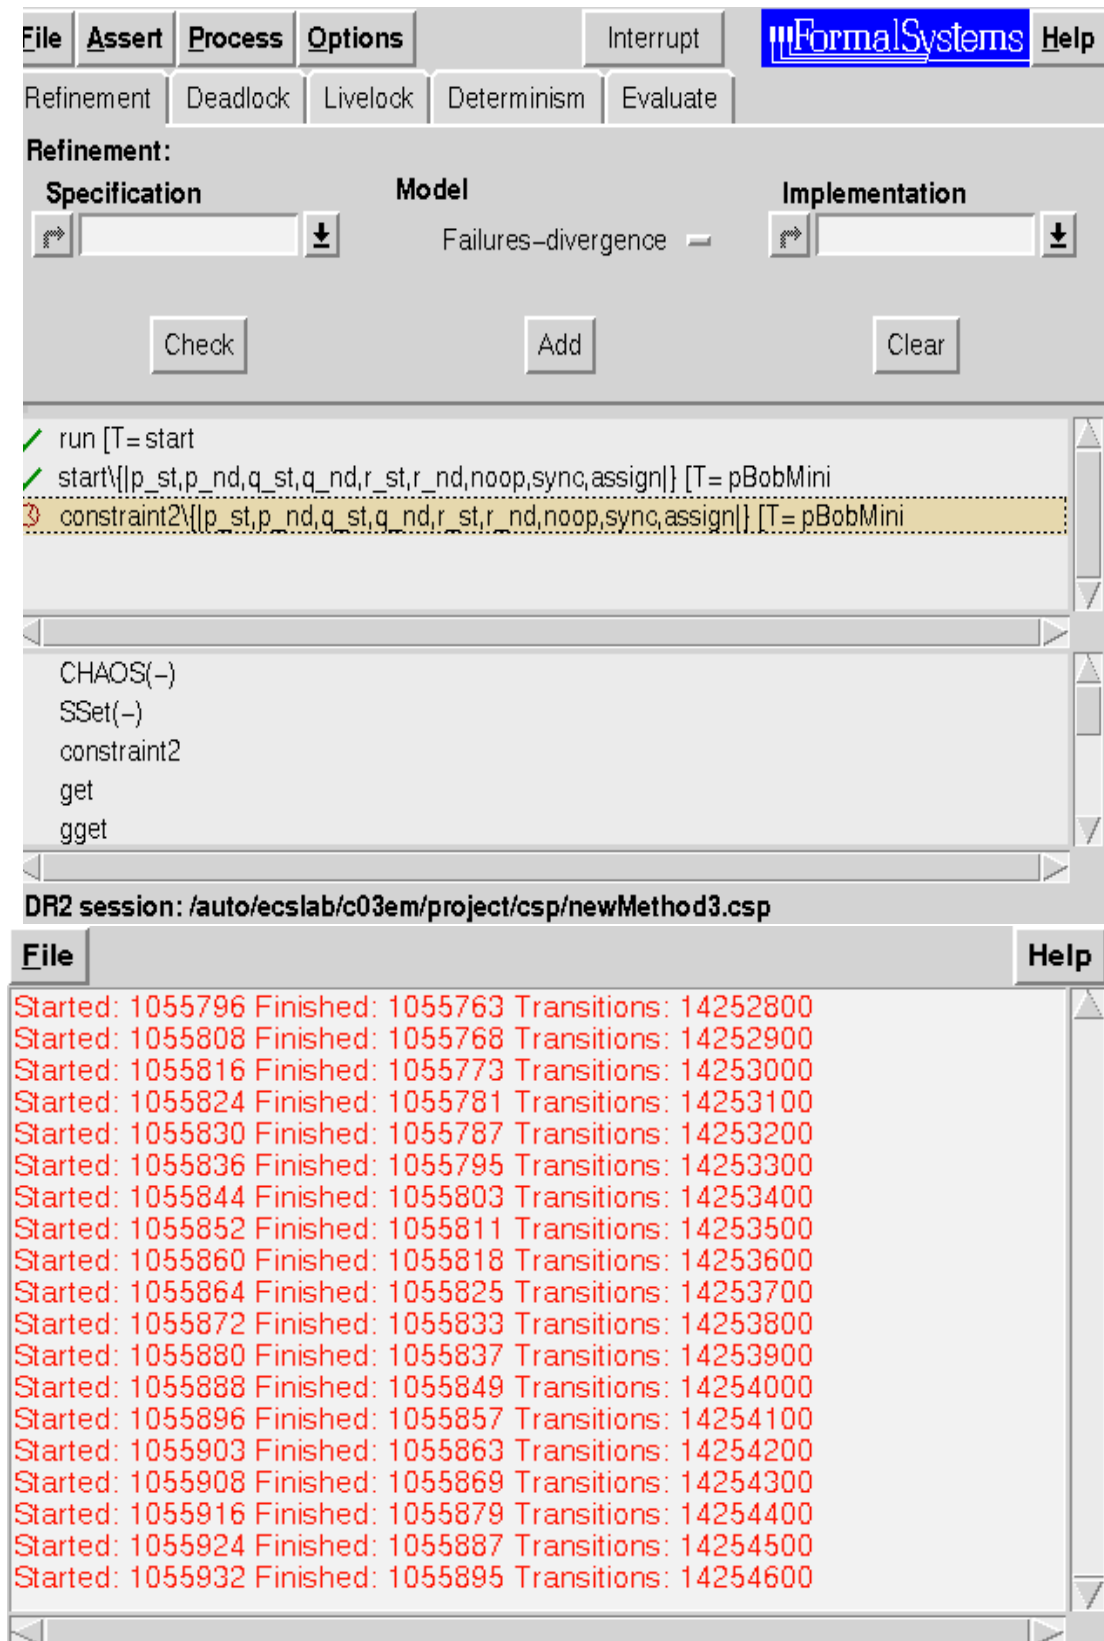 File Assert Process Options Interrupt FormalSystems Help
Refinement Deadlock Livelock Determinism Evaluate
Refinement:
Specification Model Implementation
Failures-divergence
Check Add Clear
run [T= start
start\{|p_st,p_nd,q_st,q_nd,r_st,r_nd,noop,sync,assign|} [T= pBobMini
constraint2\{|p_st,p_nd,q_st,q_nd,r_st,r_nd,noop,sync,assign|} [T= pBobMini
CHAOS(-)
SSet(-)
constraint2
get
gget
DR2 session: /auto/ecslab/c03em/project/csp/newMethod3.csp
File Help
Started: 1055796 Finished: 1055763 Transitions: 14252800
Started: 1055808 Finished: 1055768 Transitions: 14252900
Started: 1055816 Finished: 1055773 Transitions: 14253000
Started: 1055824 Finished: 1055781 Transitions: 14253100
Started: 1055830 Finished: 1055787 Transitions: 14253200
Started: 1055836 Finished: 1055795 Transitions: 14253300
Started: 1055844 Finished: 1055803 Transitions: 14253400
Started: 1055852 Finished: 1055811 Transitions: 14253500
Started: 1055860 Finished: 1055818 Transitions: 14253600
Started: 1055864 Finished: 1055825 Transitions: 14253700
Started: 1055872 Finished: 1055833 Transitions: 14253800
Started: 1055880 Finished: 1055837 Transitions: 14253900
Started: 1055888 Finished: 1055849 Transitions: 14254000
Started: 1055896 Finished: 1055857 Transitions: 14254100
Started: 1055903 Finished: 1055863 Transitions: 14254200
Started: 1055908 Finished: 1055869 Transitions: 14254300
Started: 1055916 Finished: 1055879 Transitions: 14254400
Started: 1055924 Finished: 1055887 Transitions: 14254500
Started: 1055932 Finished: 1055895 Transitions: 14254600